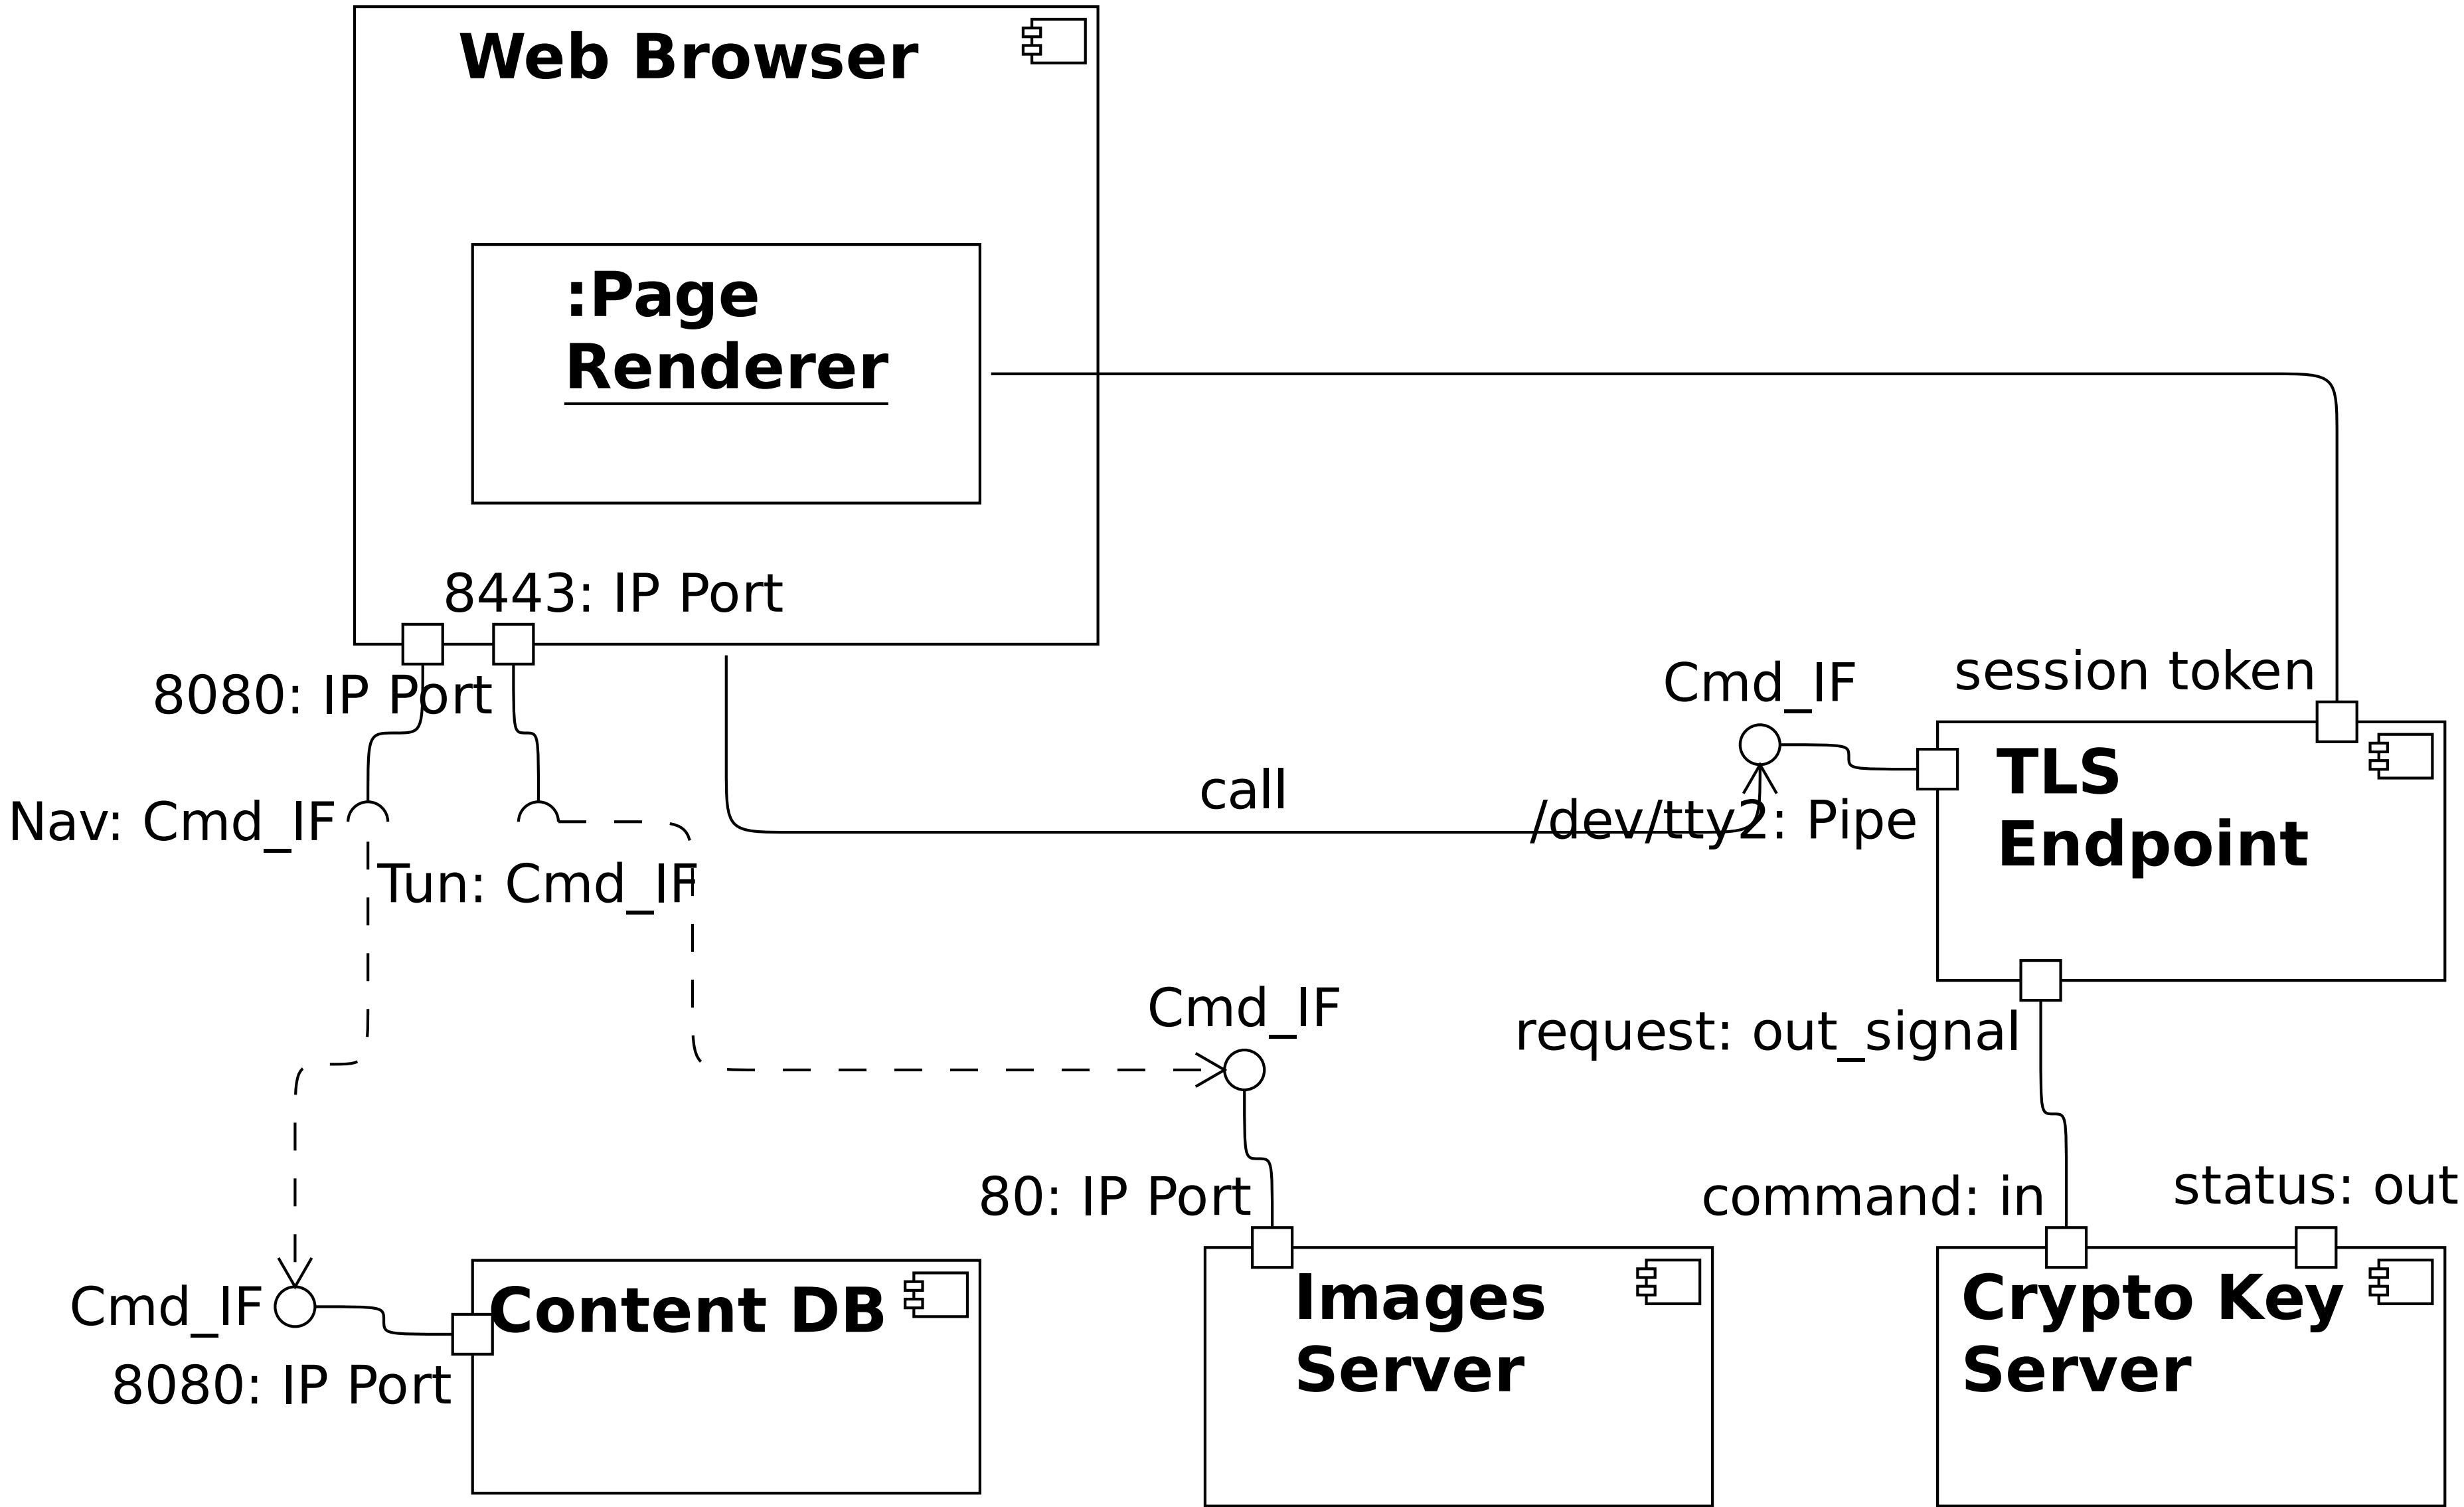 Web Browser
:Page
Renderer
8443: IP Port
8080: IP Port
Cmd_IF
session token
TLS
Endpoint
call
/dev/tty2: Pipe
Nav: Cmd_IF
Tun: Cmd_IF
Cmd_IF
request: out_signal
80: IP Port
command: in
status: out
Cmd_IF
Content DB
8080: IP Port
Images
Server
Crypto Key
Server